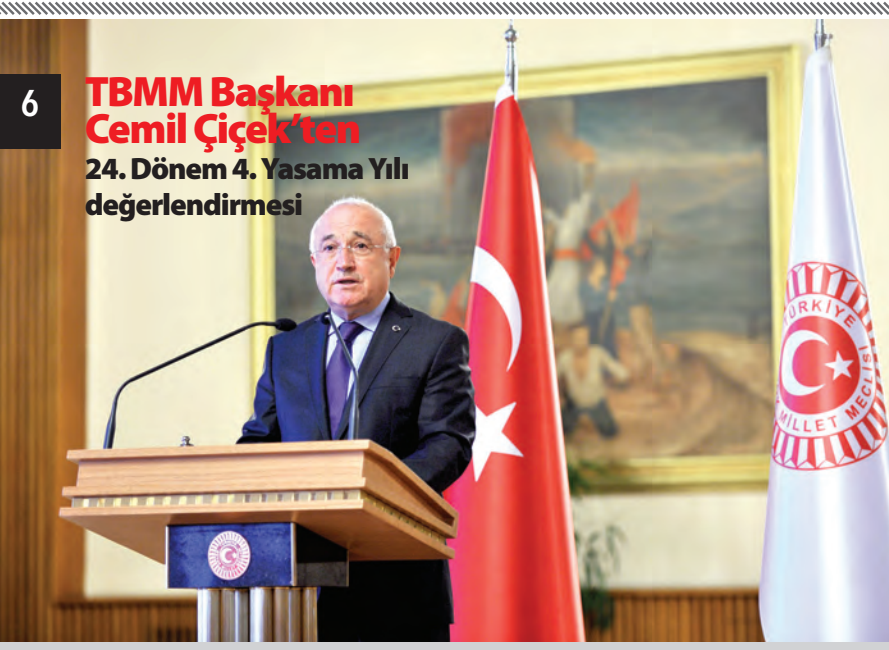 6
TBMM Başkanı
Cemil Çiçek’ten
24. Dönem 4. Yasama Yılı
değerlendirmesi
TÜRKİYE
MİLLET MECLİSİ